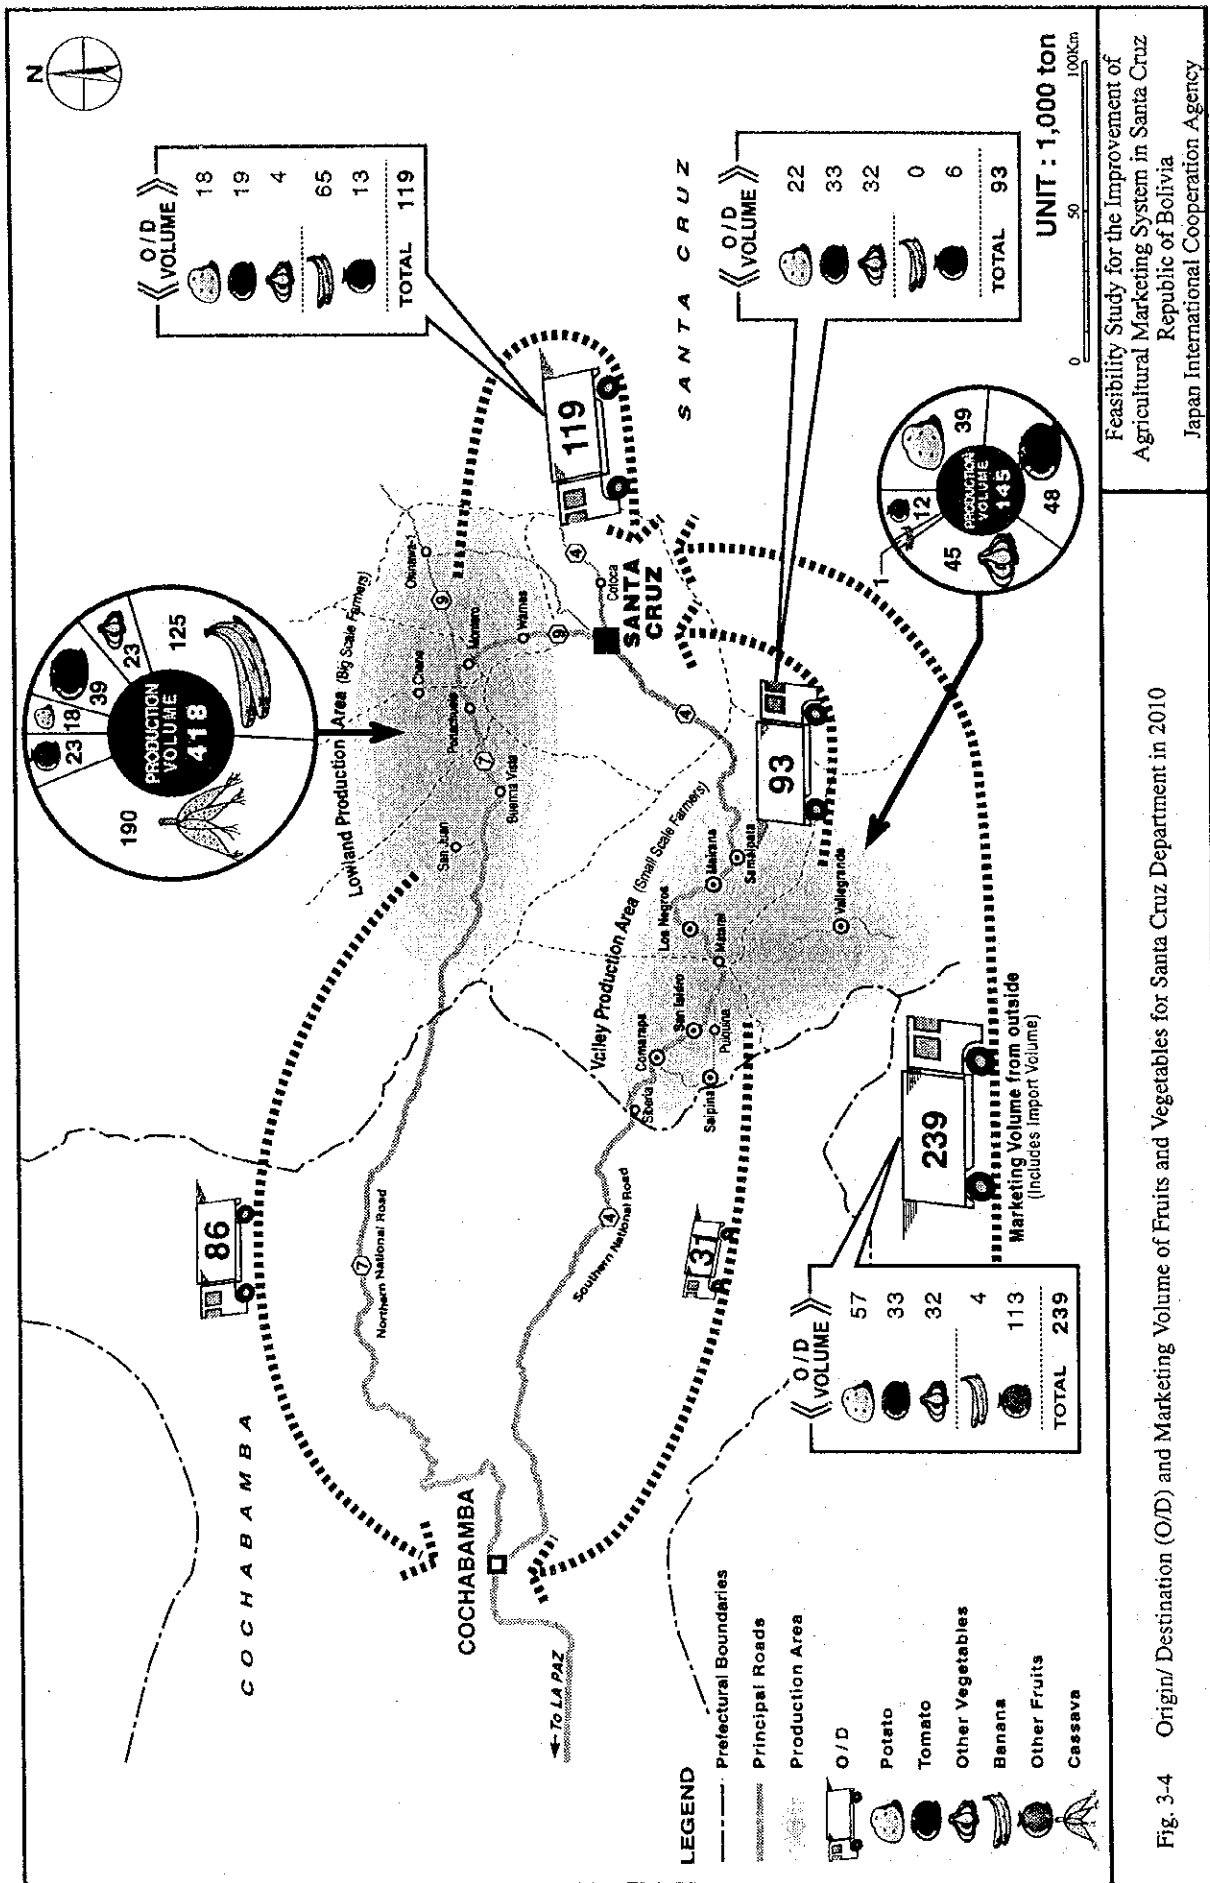 N
O/D
VOLUME
18
19
4
65
13
TOTAL 119
SANTA CRUZ
O/D
VOLUME
22
33
32
0
6
TOTAL 93
UNIT : 1,000 ton
0 50 100Km
PRODUCTION
VOLUME
418
190
23
18
39
23
125
Lowland Production Area (Big Scale Farmers)
Okinawa-1
9
Chane
Montero
Warnes
9
Portachuelo
7
Buena Vista
San Juan
119
4
Cotoca
SANTA
CRUZ
4
PRODUCTION
VOLUME
145
1
12
39
48
45
93
Valley Production Area (Small Scale Farmers)
Samaipata
Mairana
Los Negros
Mataral
Vallegrande
San Isidro
Pulquina
Comarapa
Saipina
Siberia
COCHABAMBA
86
7
Northern National Road
4
Southern National Road
31
239
Marketing Volume from outside
(Includes Import Volume)
O/D
VOLUME
57
33
32
4
113
TOTAL 239
COCHABAMBA
To LA PAZ
LEGEND
Prefectural Boundaries
Principal Roads
Production Area
O/D
Potato
Tomato
Other Vegetables
Banana
Other Fruits
Cassava
Fig. 3-4 Origin/ Destination (O/D) and Marketing Volume of Fruits and Vegetables for Santa Cruz Department in 2010
Feasibility Study for the Improvement of
Agricultural Marketing System in Santa Cruz
Republic of Bolivia
Japan International Cooperation Agency